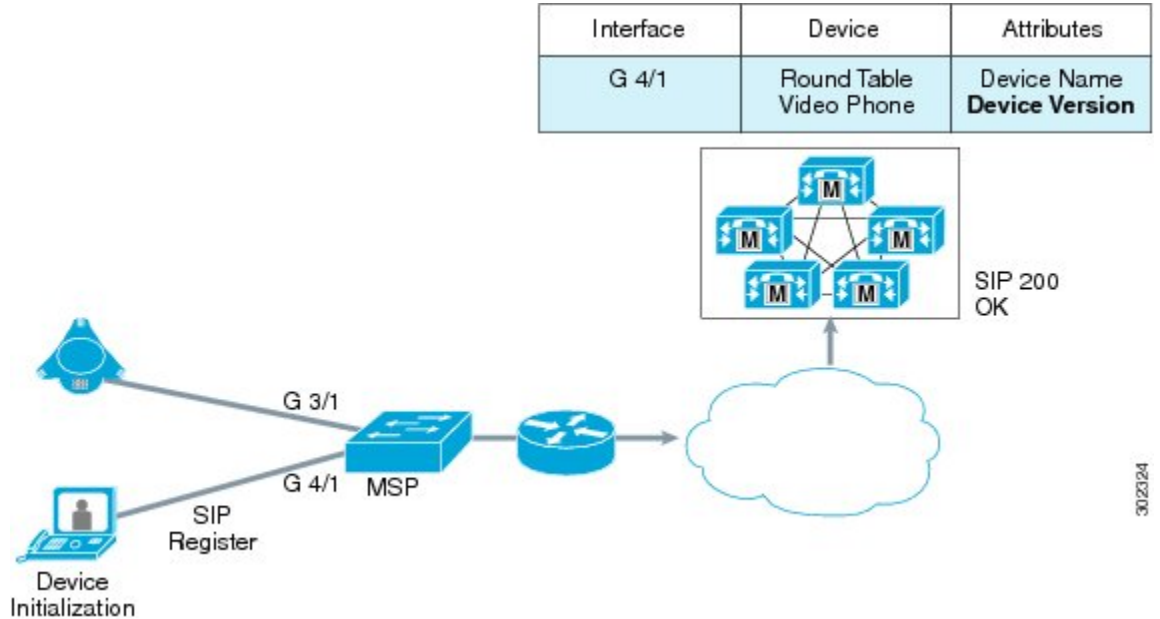 Interface Device Attributes
G 4/1 Round Table Device Name
Video Phone Device Version
M
M
M
M
M
SIP 200
OK
G 3/1
G 4/1
MSP
SIP
Register
Device
Initialization
302324